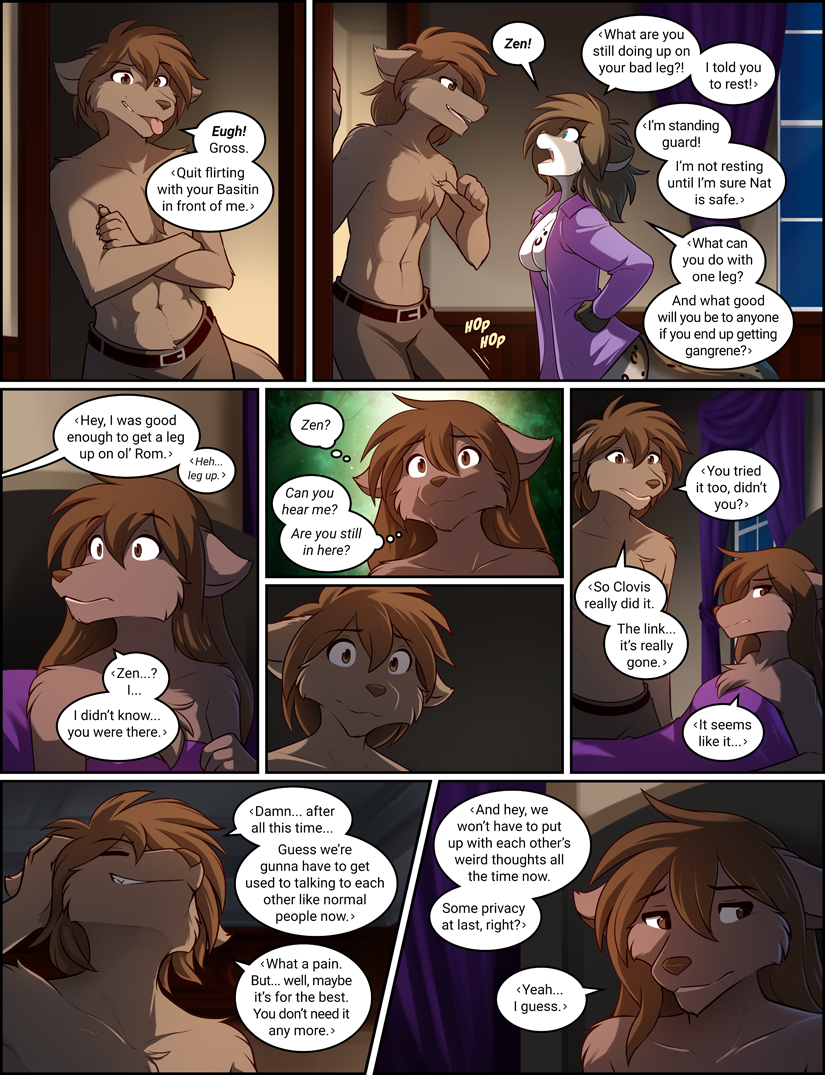 Eugh!
Gross.
‹Quit flirting
with your Basitin
in front of me.›
Zen!
‹What are you
still doing up on
your bad leg?!
I told you
to rest!›
‹I'm standing
guard!
I'm not resting
until I'm sure Nat
is safe.›
‹What can
you do with
one leg?
And what good
will you be to anyone
if you end up getting
gangrene?›
HOP
HOP
‹Hey, I was good
enough to get a leg
up on ol' Rom.›
‹Heh...
leg up.›
‹Zen...?
I...
I didn't know...
you were there.›
Zen?
Can you
hear me?
Are you still
in here?
‹You tried
it too, didn't
you?›
‹So Clovis
really did it.
The link...
it's really
gone.›
‹It seems
like it...›
‹Damn... after
all this time...
Guess we're
gunna have to get
used to talking to each
other like normal
people now.›
‹What a pain.
But... well, maybe
it's for the best.
You don't need it
any more.›
‹And hey, we
won't have to put
up with each other's
weird thoughts all
the time now.
Some privacy
at last, right?›
‹Yeah...
I guess.›